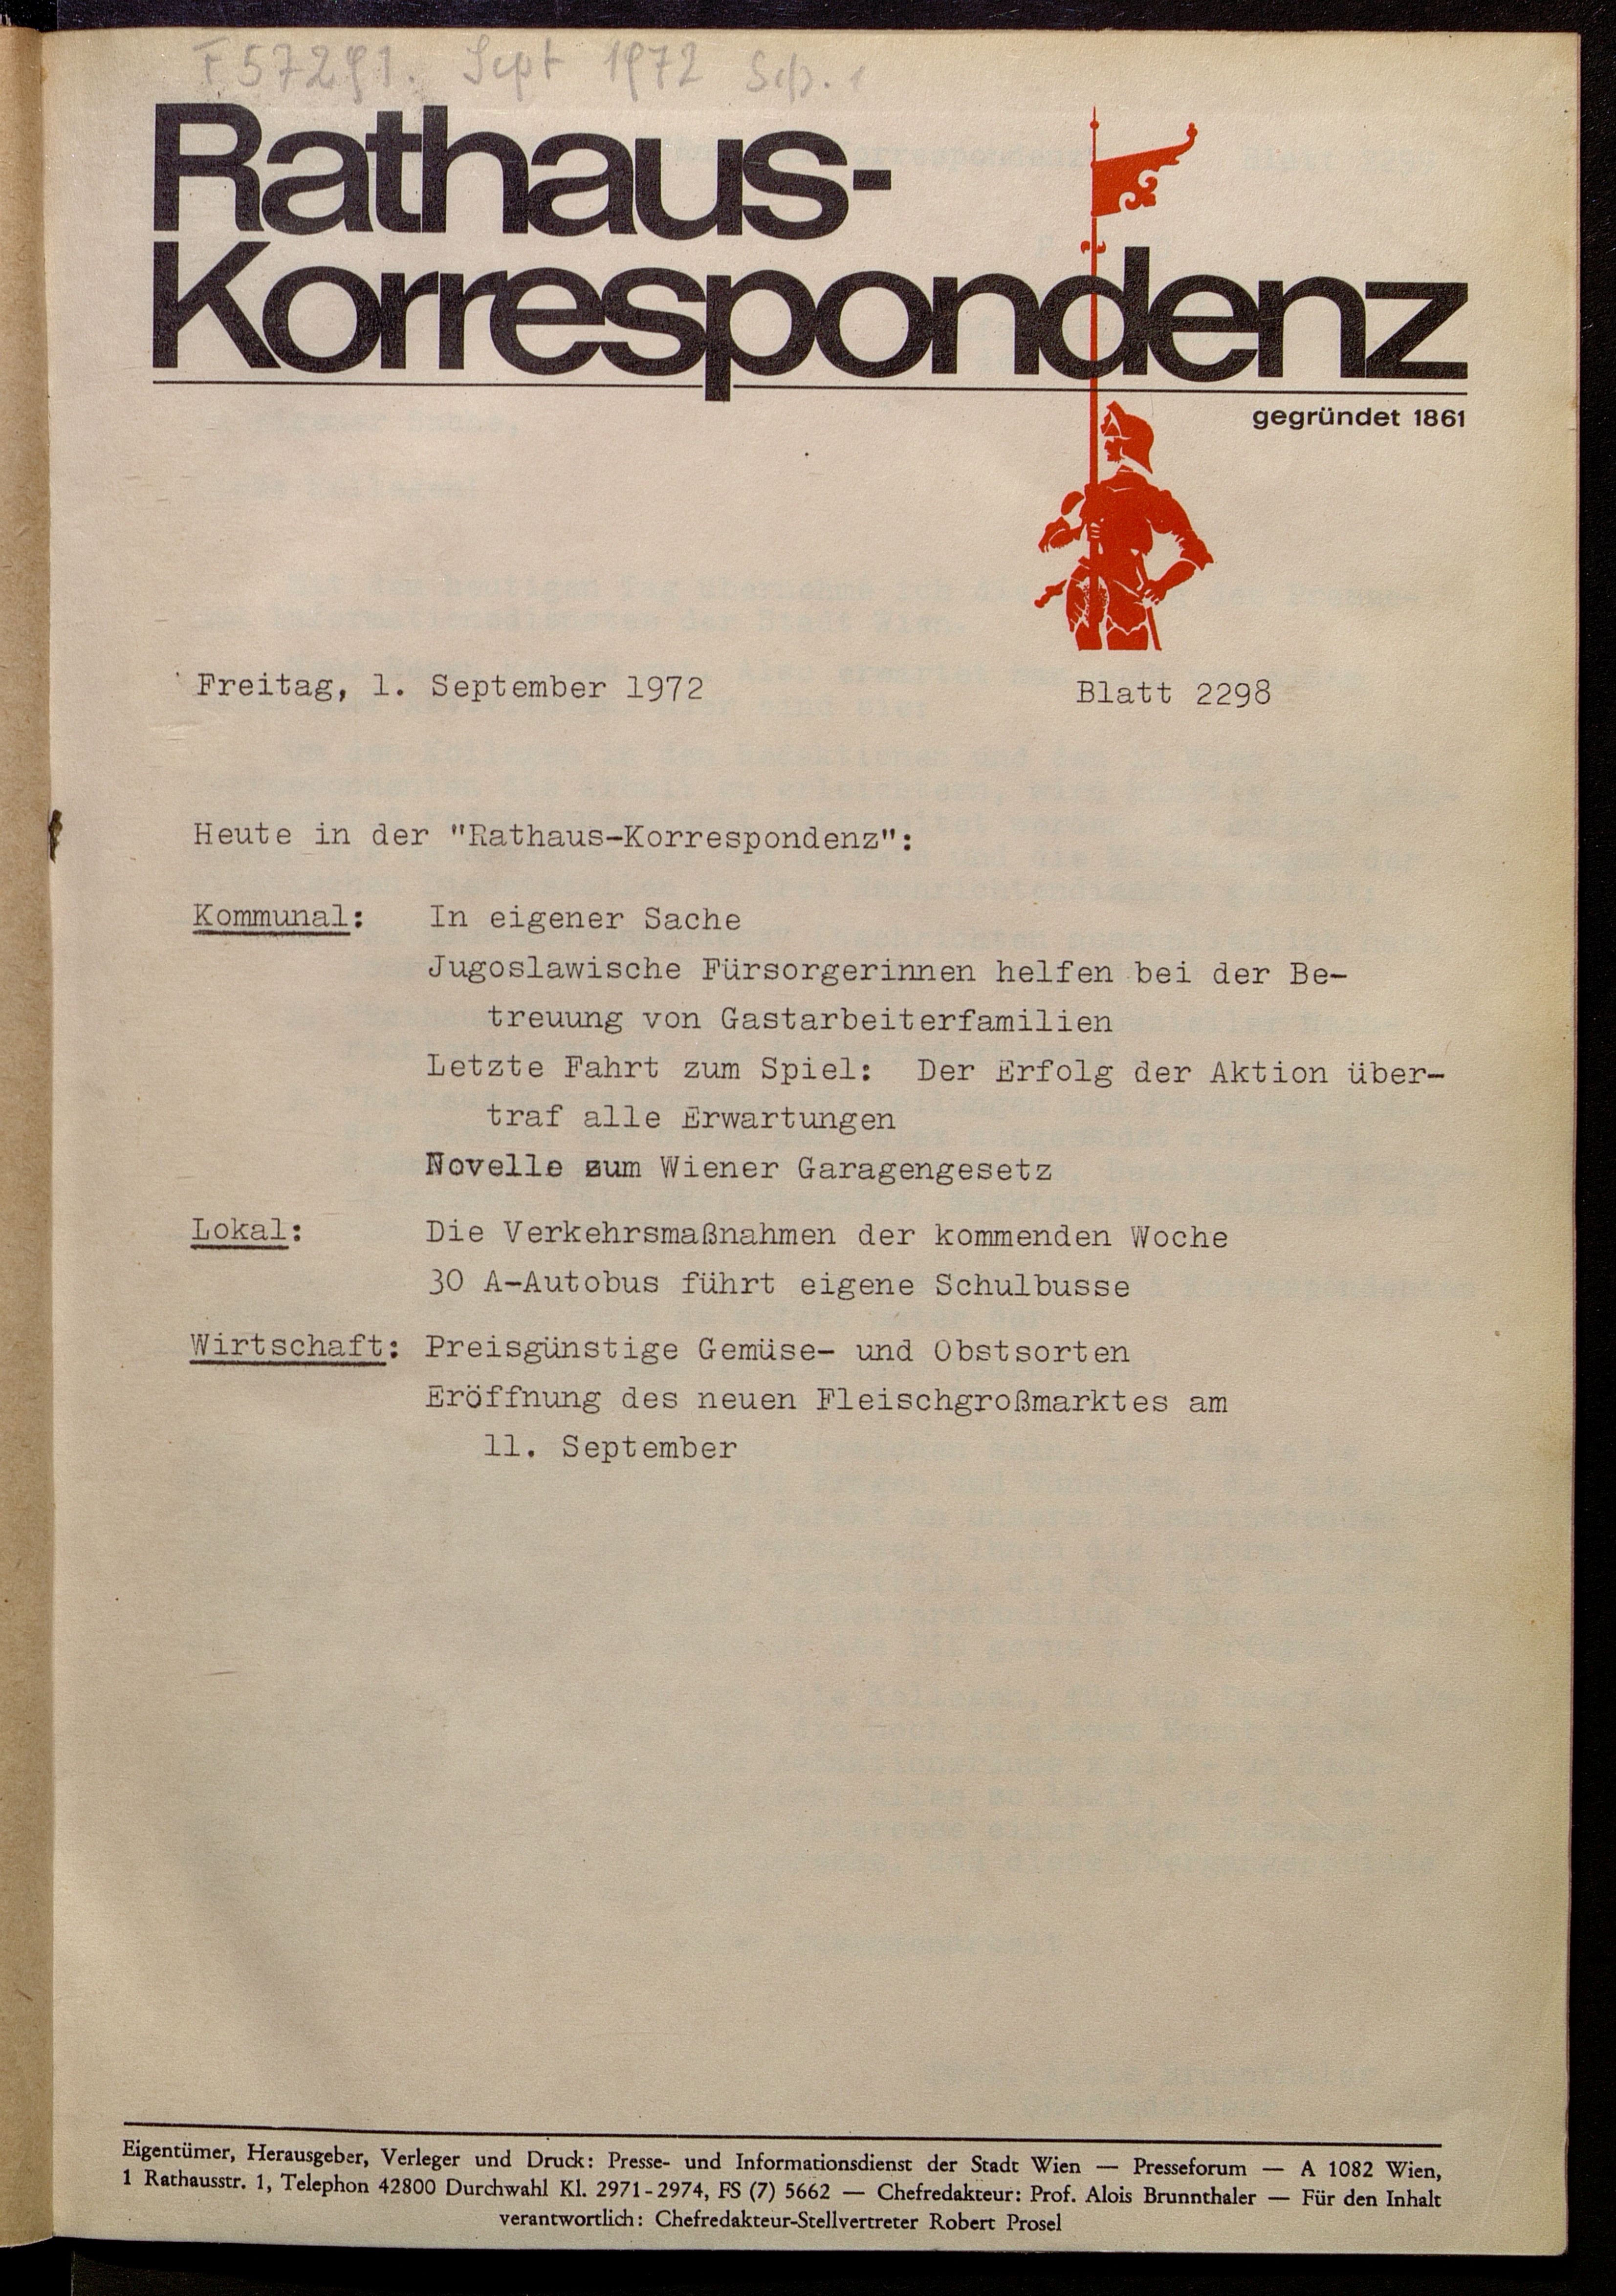 F 57291. Sept 1972
Rathaus-
Korrespondenz
gegründet 1861
Freitag, 1. September 1972 Blatt 2298
Heute in der "Rathaus-Korrespondenz":
Kommunal: In eigener Sache
Jugoslawische Fürsorgerinnen helfen bei der Be-
treuung von Gastarbeiterfamilien
Letzte Fahrt zum Spiel: Der Erfolg der Aktion über-
traf alle Erwartungen
Novelle zum Wiener Garagengesetz
Lokal: Die Verkehrsmaßnahmen der kommenden Woche
30 A-Autobus führt eigene Schulbusse
Wirtschaft: Preisgünstige Gemüse- und Obstsorten
Eröffnung des neuen Fleischgroßmarktes am
11. September
Eigentümer, Herausgeber, Verleger und Druck: Presse- und Informationsdienst der Stadt Wien — Presseforum — A 1082 Wien,
1 Rathausstr. 1, Telephon 42800 Durchwahl Kl. 2971-2974, FS (7) 5662 — Chefredakteur: Prof. Alois Brunnthaler — Für den Inhalt
verantwortlich: Chefredakteur-Stellvertreter Robert Prosel